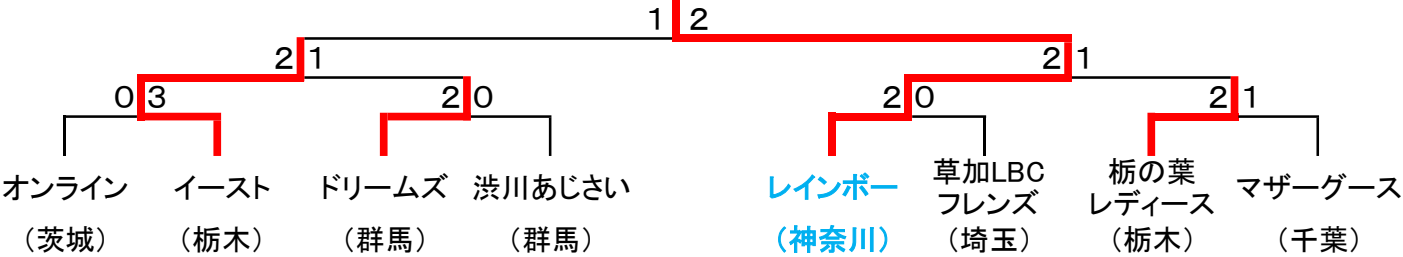 1 2
2 1 2 1
0 3 2 0 2 0 2 1
オンライン イースト ドリームズ 渋川あじさい レインボー 草加LBC フレンズ 栃の葉 レディース マザーグース
（茨城） （栃木） （群馬） （群馬） （神奈川） （埼玉） （栃木） （千葉）